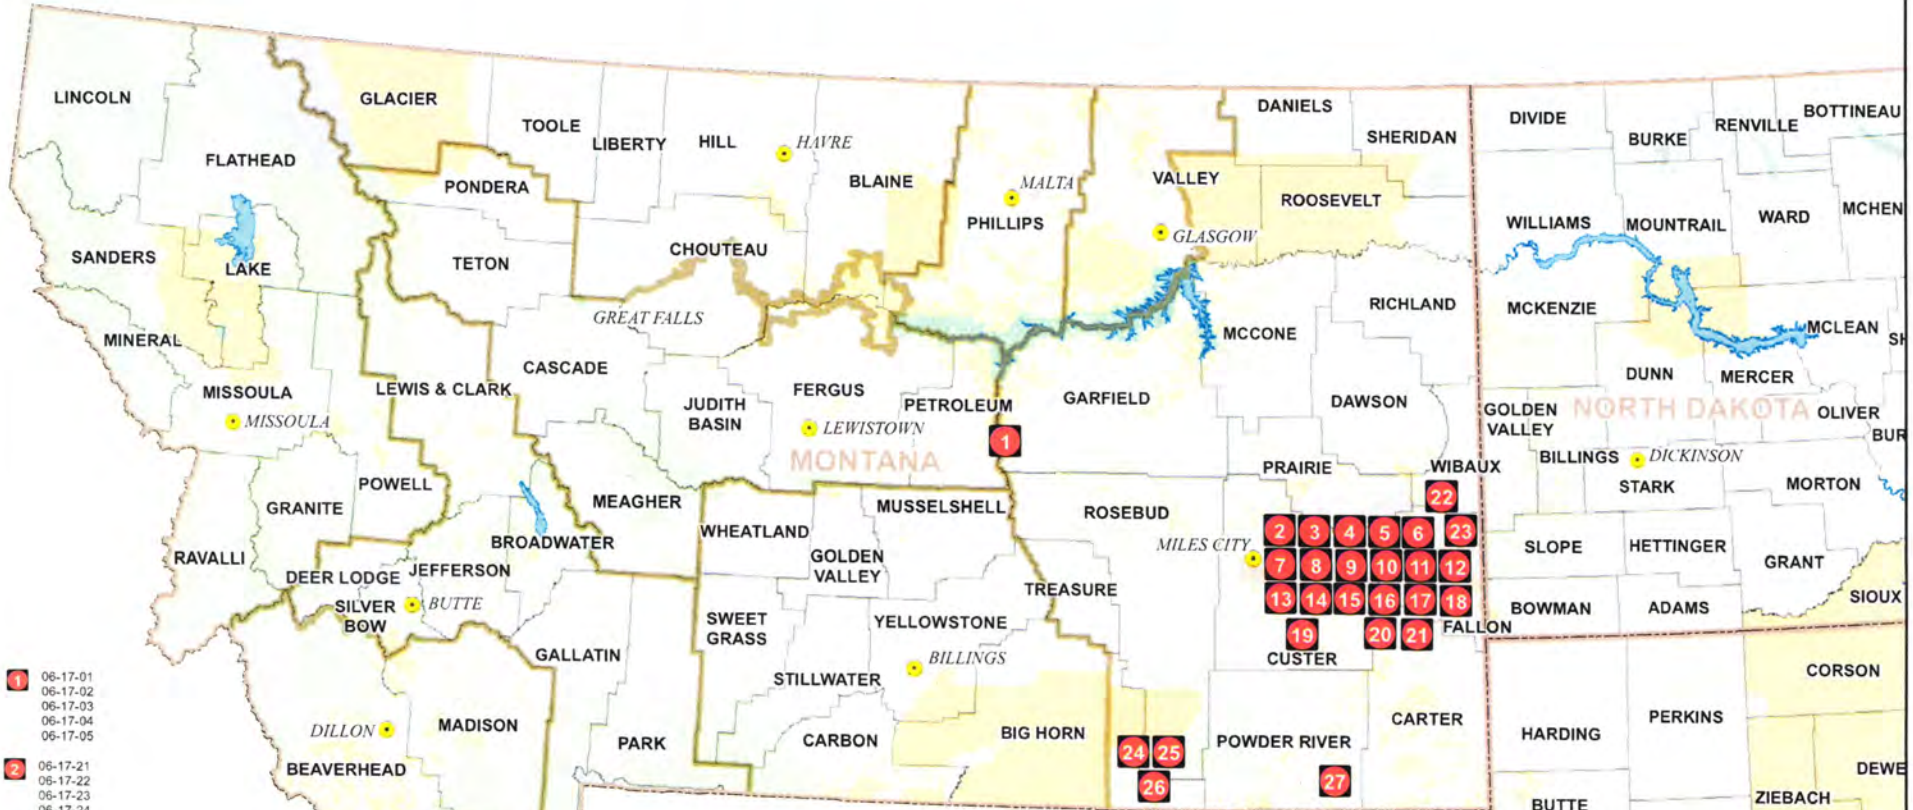 LINCOLN
GLACIER
DANIELS
DIVIDE
BOTTINEAU
TOOLE
LIBERTY
HILL
HAVRE
SHERIDAN
BURKE
RENVILLE
FLATHEAD
PONDERA
BLAINE
MALTA
VALLEY
ROOSEVELT
PHILLIPS
WILLIAMS
MOUNTRAIL
WARD
MCHEN
SANDERS
LAKE
TETON
CHOUTEAU
GLASGOW
GREAT FALLS
RICHLAND
MCKENZIE
MCLEAN
SH
MINERAL
CASCADE
MCCONE
MISSOULA
MISSOULA
LEWIS & CLARK
JUDITH
BASIN
FERGUS
LEWISTOWN
PETROLEUM
GARFIELD
DAWSON
DUNN
MERCER
GOLDEN
VALLEY
NORTH DAKOTA
OLIVER
BUR
1
MONTANA
PRAIRIE
WIBAUX
BILLINGS
DICKINSON
STARK
MORTON
GRANITE
POWELL
MEAGHER
WHEATLAND
MUSSELSHELL
ROSEBUD
22
RAVALLI
BROADWATER
GOLDEN
VALLEY
MILES CITY
2 3 4 5 6 23
7 8 9 10 11 12
13 14 15 16 17 18
19 20 21
SLOPE
HETTINGER
GRANT
DEER LODGE
JEFFERSON
SILVER
BOW
BUTTE
SWEET
GRASS
YELLOWSTONE
TREASURE
FALLON
CUSTER
BOWMAN
ADAMS
SIOUX
GALLATIN
BILLINGS
STILLWATER
CORSON
DILLON
MADISON
BEAVERHEAD
PARK
CARBON
BIG HORN
24 25
26
POWDER RIVER
27
CARTER
HARDING
PERKINS
DEWE
BUTTE
ZIEBACH
1 06-17-01
06-17-02
06-17-03
06-17-04
06-17-05
2 06-17-21
06-17-22
06-17-23
06-17-24